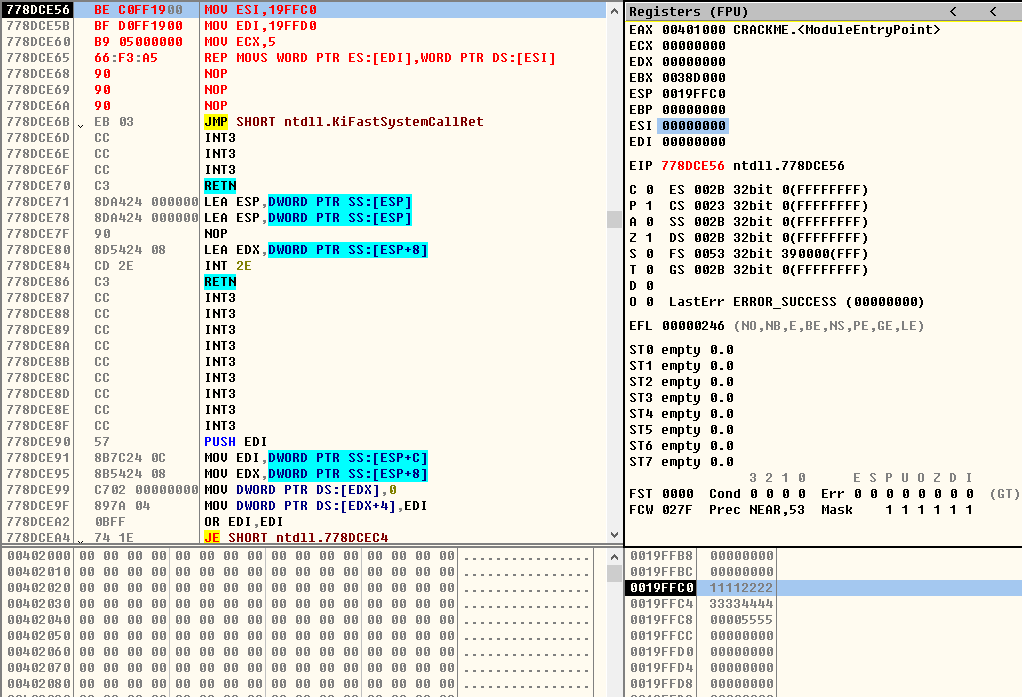 778DCE56 BE C0FF1900 MOV ESI,19FFC0
778DCE5B BF D0FF1900 MOV EDI,19FFD0
778DCE60 B9 05000000 MOV ECX,5
778DCE65 66:F3:A5 REP MOVS WORD PTR ES:[EDI],WORD PTR DS:[ESI]
778DCE68 90 NOP
778DCE69 90 NOP
778DCE6A 90 NOP
778DCE6B EB 03 JMP SHORT ntdll.KiFastSystemCallRet
778DCE6D CC INT3
778DCE6E CC INT3
778DCE6F CC INT3
778DCE70 C3 RETN
778DCE71 8DA424 000000 LEA ESP,DWORD PTR SS:[ESP]
778DCE78 8DA424 000000 LEA ESP,DWORD PTR SS:[ESP]
778DCE7F 90 NOP
778DCE80 8D5424 08 LEA EDX,DWORD PTR SS:[ESP+8]
778DCE84 CD 2E INT 2E
778DCE86 C3 RETN
778DCE87 CC INT3
778DCE88 CC INT3
778DCE89 CC INT3
778DCE8A CC INT3
778DCE8B CC INT3
778DCE8C CC INT3
778DCE8D CC INT3
778DCE8E CC INT3
778DCE8F CC INT3
778DCE90 57 PUSH EDI
778DCE91 8B7C24 0C MOV EDI,DWORD PTR SS:[ESP+C]
778DCE95 8B5424 08 MOV EDX,DWORD PTR SS:[ESP+8]
778DCE99 C702 00000000 MOV DWORD PTR DS:[EDX],0
778DCE9F 897A 04 MOV DWORD PTR DS:[EDX+4],EDI
778DCEA2 0BFF OR EDI,EDI
778DCEA4 74 1E JE SHORT ntdll.778DCEC4
Registers (FPU) < <
EAX 00401000 CRACKME.<ModuleEntryPoint>
ECX 00000000
EDX 00000000
EBX 0038D000
ESP 0019FFC0
EBP 00000000
ESI 00000000
EDI 00000000
EIP 778DCE56 ntdll.778DCE56
C 0 ES 002B 32bit 0(FFFFFFFF)
P 1 CS 0023 32bit 0(FFFFFFFF)
A 0 SS 002B 32bit 0(FFFFFFFF)
Z 1 DS 002B 32bit 0(FFFFFFFF)
S 0 FS 0053 32bit 390000(FFF)
T 0 GS 002B 32bit 0(FFFFFFFF)
D 0
O 0 LastErr ERROR_SUCCESS (00000000)
EFL 00000246 (NO,NB,E,BE,NS,PE,GE,LE)
ST0 empty 0.0
ST1 empty 0.0
ST2 empty 0.0
ST3 empty 0.0
ST4 empty 0.0
ST5 empty 0.0
ST6 empty 0.0
ST7 empty 0.0
3 2 1 0 E S P U O Z D I
FST 0000 Cond 0 0 0 0 Err 0 0 0 0 0 0 0 0 (GT)
FCW 027F Prec NEAR,53 Mask 1 1 1 1 1 1
00402000 00 00 00 00 00 00 00 00 00 00 00 00 00 00 00 00 ................
00402010 00 00 00 00 00 00 00 00 00 00 00 00 00 00 00 00 ................
00402020 00 00 00 00 00 00 00 00 00 00 00 00 00 00 00 00 ................
00402030 00 00 00 00 00 00 00 00 00 00 00 00 00 00 00 00 ................
00402040 00 00 00 00 00 00 00 00 00 00 00 00 00 00 00 00 ................
00402050 00 00 00 00 00 00 00 00 00 00 00 00 00 00 00 00 ................
00402060 00 00 00 00 00 00 00 00 00 00 00 00 00 00 00 00 ................
00402070 00 00 00 00 00 00 00 00 00 00 00 00 00 00 00 00 ................
00402080 00 00 00 00 00 00 00 00 00 00 00 00 00 00 00 00 ................
0019FFB8 00000000
0019FFBC 00000000
0019FFC0 11112222
0019FFC4 33334444
0019FFC8 00005555
0019FFCC 00000000
0019FFD0 00000000
0019FFD4 00000000
0019FFD8 00000000